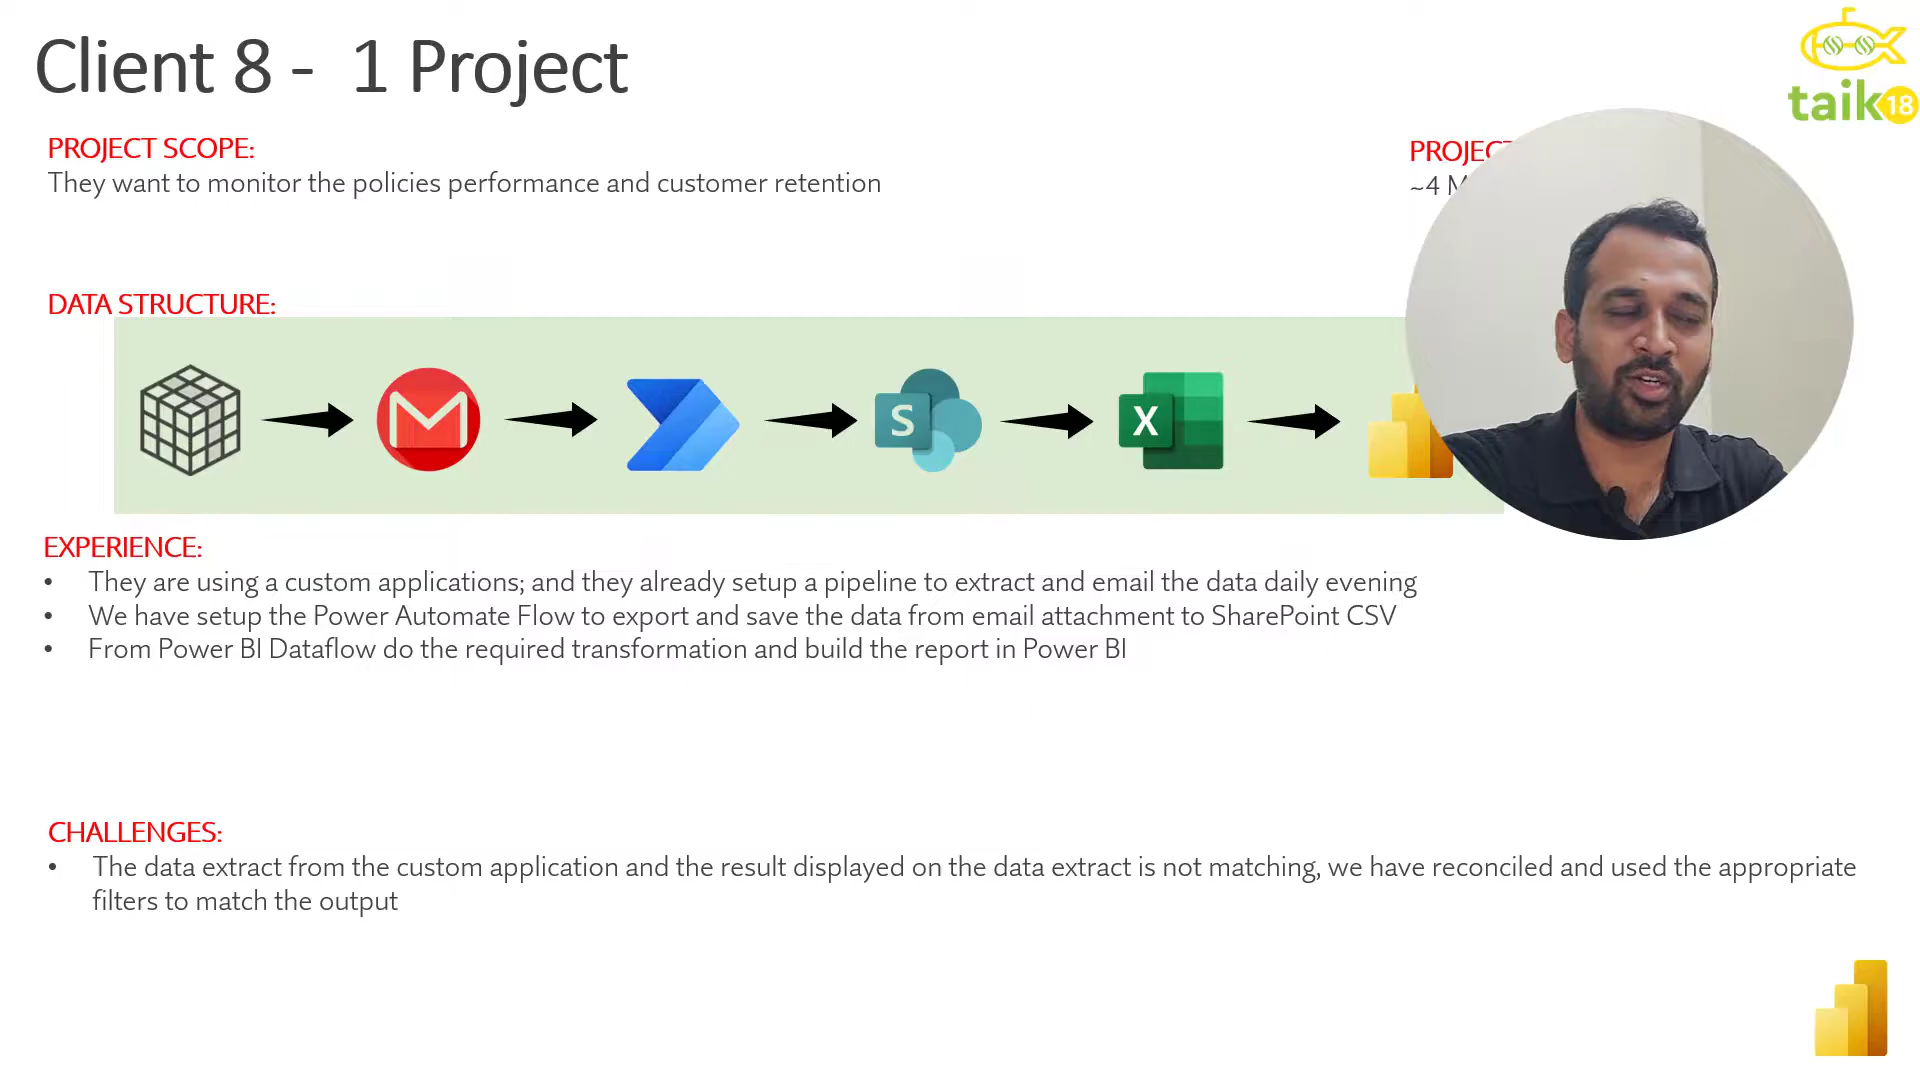 Client 8 - 1 Project
taik18
PROJECT SCOPE:
They want to monitor the policies performance and customer retention
PROJECT
~4
DATA STRUCTURE:
S
X
EXPERIENCE:
• They are using a custom applications; and they already setup a pipeline to extract and email the data daily evening
• We have setup the Power Automate Flow to export and save the data from email attachment to SharePoint CSV
• From Power BI Dataflow do the required transformation and build the report in Power BI
CHALLENGES:
• The data extract from the custom application and the result displayed on the data extract is not matching, we have reconciled and used the appropriate
filters to match the output